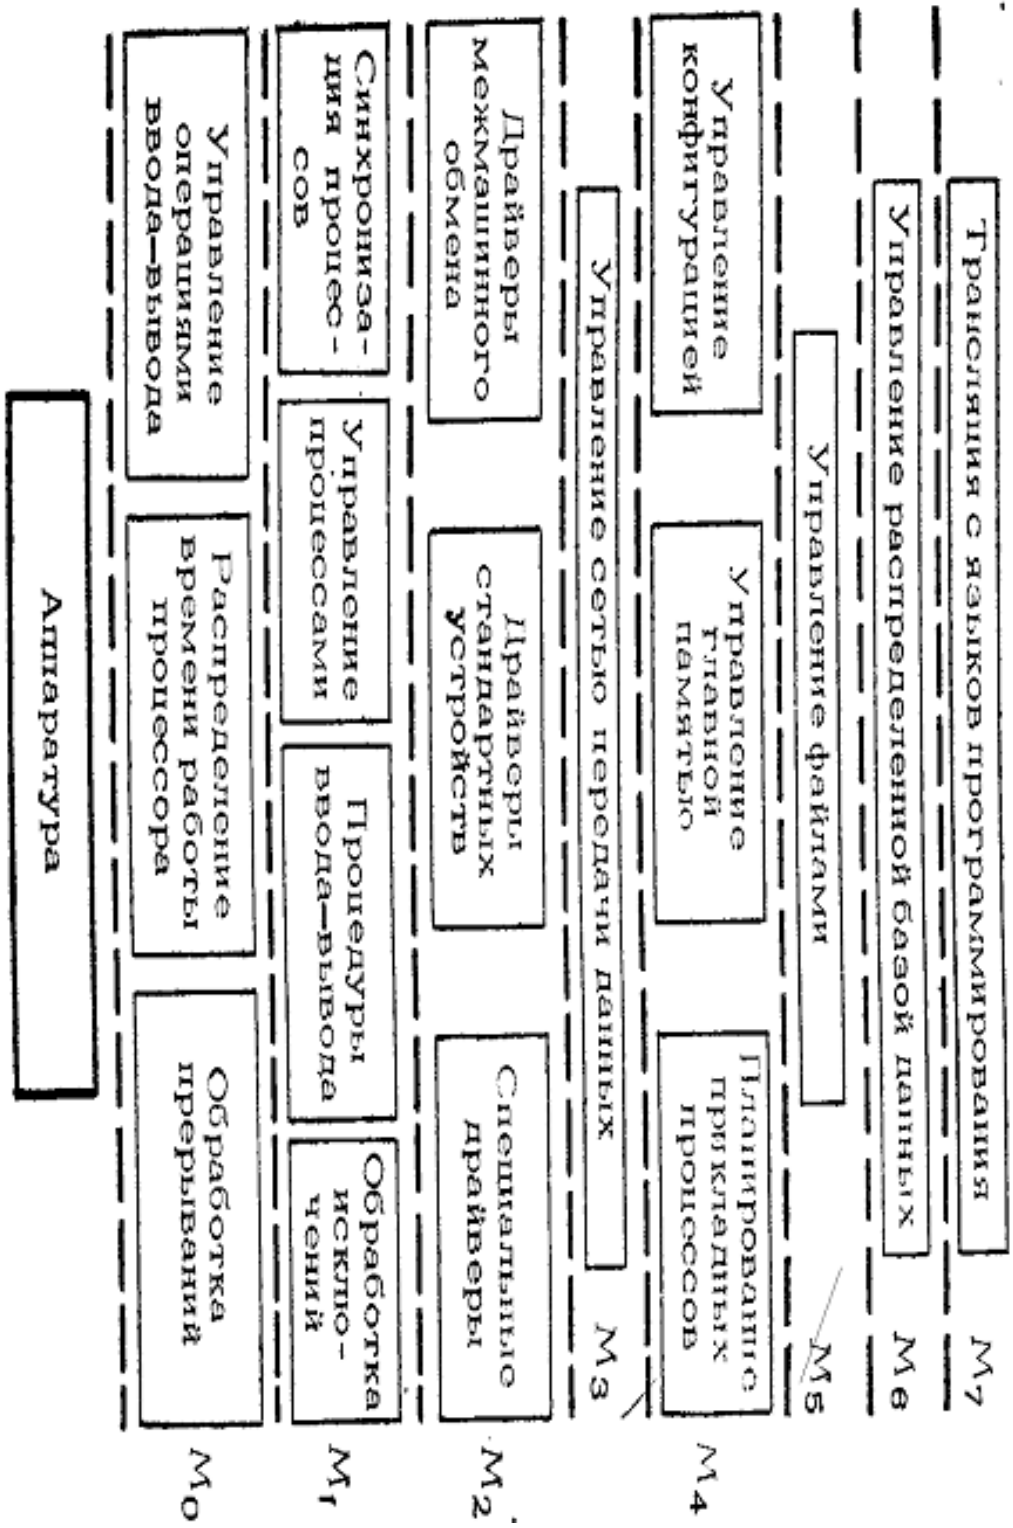 Трансляция с языков программирования
M7
Управление распределенной базой данных
M6
Управление файлами
M5
Управление
конфигурацией
Управление
главной
памятью
Планирование
прикладных
процессов
M4
Управление сетью передачи данных
M3
Драйверы
межмашинного
обмена
Драйверы
стандартных
устройств
Специальные
драйверы
M2
Синхрониза-
ция процес-
сов
Управление
процессами
Процедуры
ввода-вывода
Обработка
исклю-
чений
M1
Управление
операциями
ввода-вывода
Распределение
времени работы
процессора
Обработка
прерываний
M0
Аппаратура